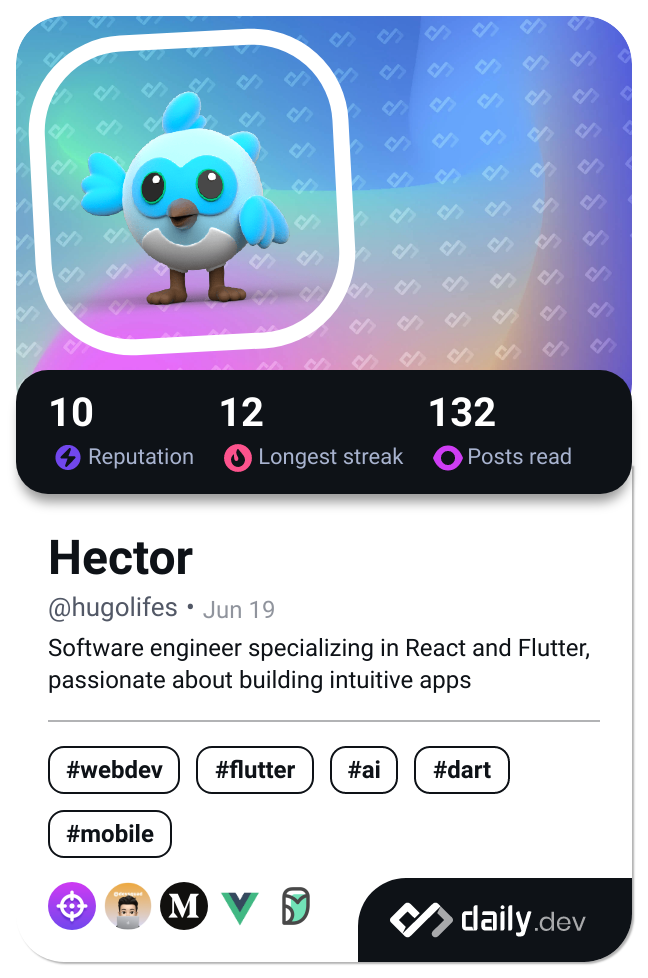 10 12 132
Reputation Longest streak Posts read
Hector
@hugolifes • Jun 19
Software engineer specializing in React and Flutter,
passionate about building intuitive apps
#webdev #flutter #ai #dart
#mobile
M
daily.dev